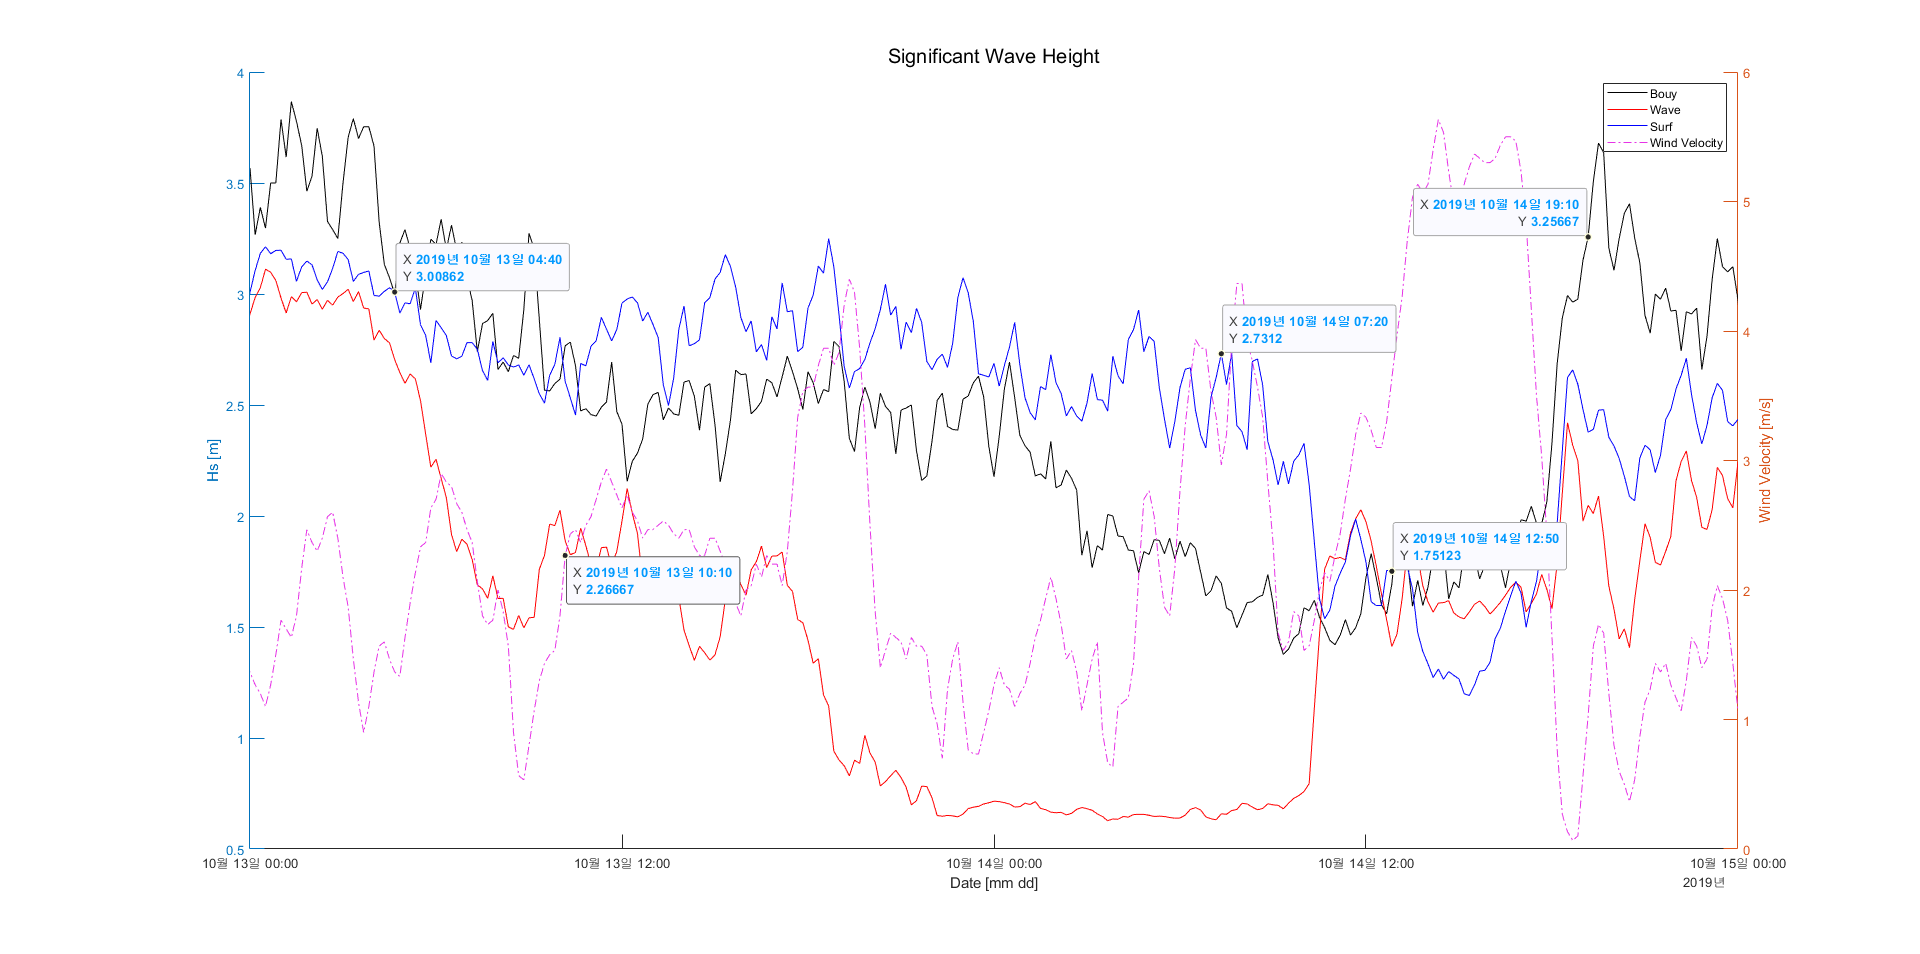 Significant Wave Height
4
3.5
3
2.5
2
1.5
1
0.5
Hs [m]
6
5
4
3
2
1
0
Wind Velocity [m/s]
Bouy
Wave
Surf
Wind Velocity
X 2019년 10월 13일 04:40
Y 3.00862
X 2019년 10월 14일 19:10
Y 3.25667
X 2019년 10월 14일 07:20
Y 2.7312
X 2019년 10월 14일 12:50
Y 1.75123
X 2019년 10월 13일 10:10
Y 2.26667
10월 13일 00:00
10월 13일 12:00
10월 14일 00:00
10월 14일 12:00
10월 15일 00:00
Date [mm dd]
2019년